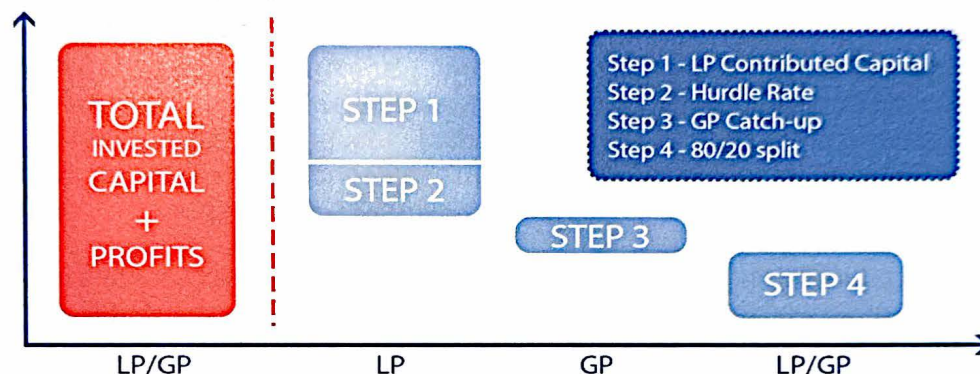 TOTAL
INVESTED
CAPITAL
+
PROFITS
STEP 1
STEP 2
STEP 3
STEP 4
Step 1 - LP Contributed Capital
Step 2 - Hurdle Rate
Step 3 - GP Catch-up
Step 4 - 80/20 split
LP/GP
LP
GP
LP/GP